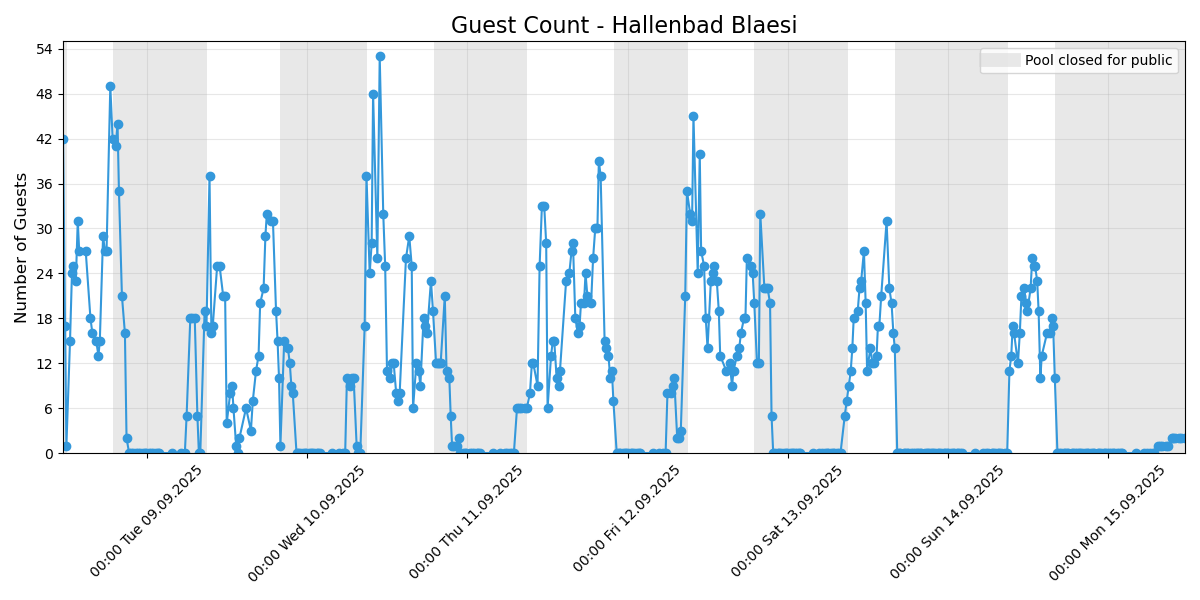 Guest Count - Hallenbad Blaesi
Pool closed for public
Number of Guests
54
48
42
36
30
24
18
12
6
0
00:00 Tue 09.09.2025
00:00 Wed 10.09.2025
00:00 Thu 11.09.2025
00:00 Fri 12.09.2025
00:00 Sat 13.09.2025
00:00 Sun 14.09.2025
00:00 Mon 15.09.2025